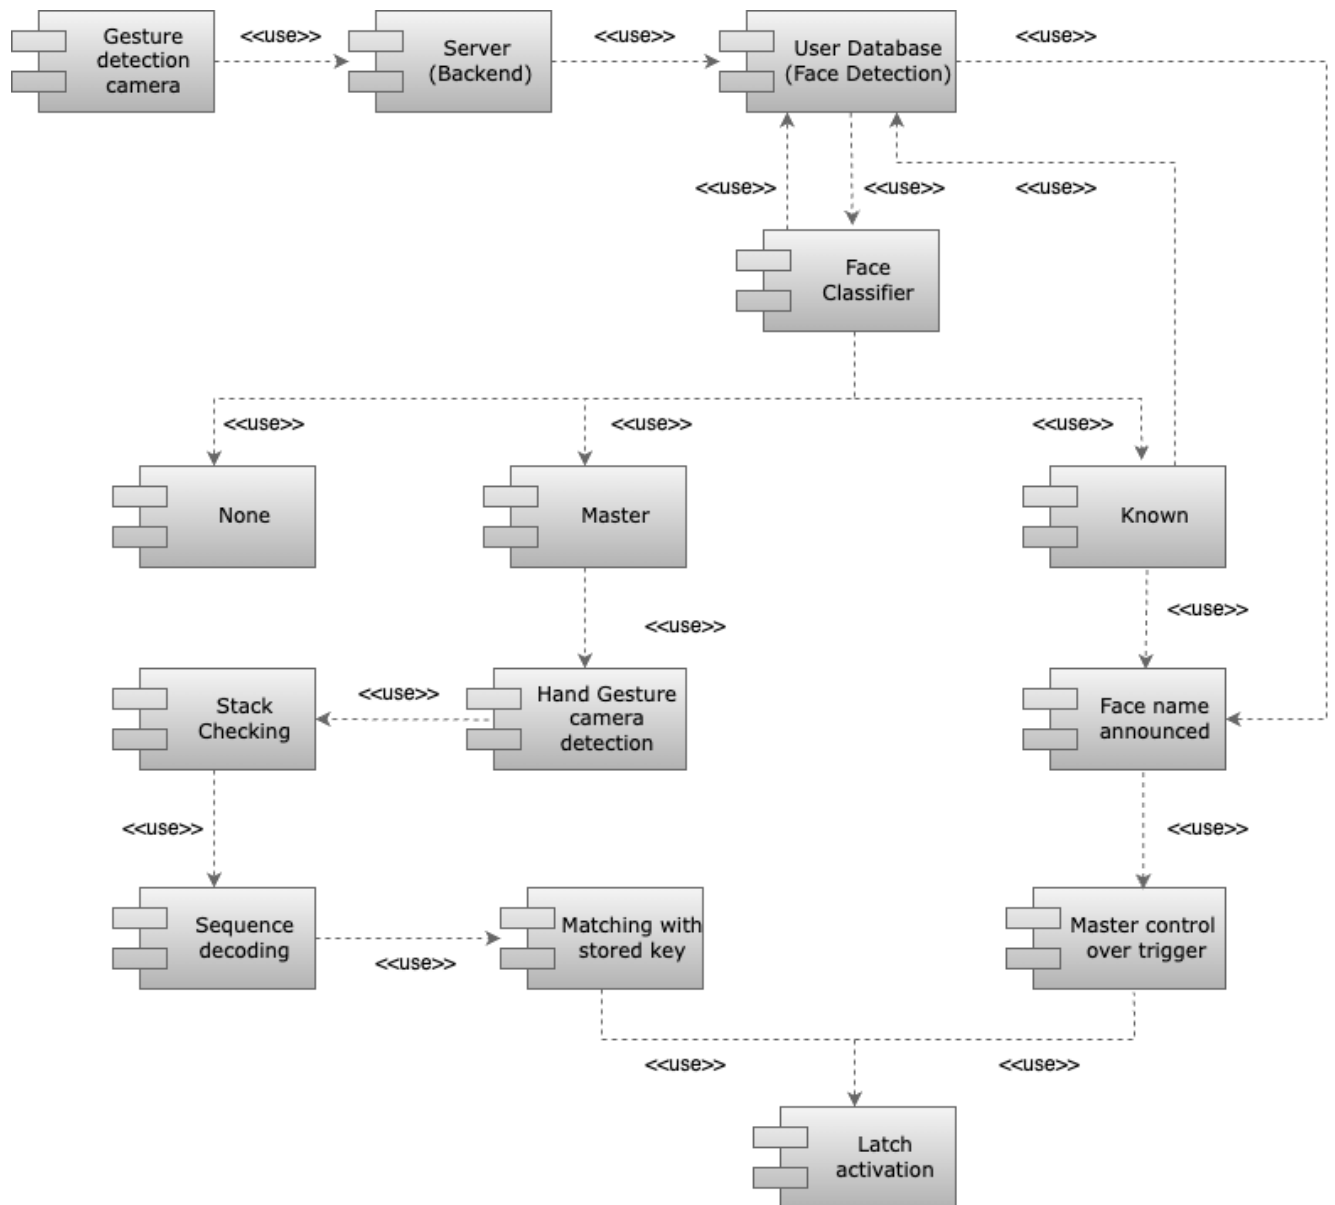 Gesture
detection
camera
<<use>>
Server
(Backend)
<<use>>
User Database
(Face Detection)
<<use>>
<<use>>
<<use>>
<<use>>
Face
Classifier
<<use>>
<<use>>
<<use>>
None
Master
Known
<<use>>
<<use>>
Stack
Checking
<<use>>
Hand Gesture
camera
detection
Face name
announced
<<use>>
<<use>>
Sequence
decoding
<<use>>
Matching with
stored key
Master control
over trigger
<<use>>
<<use>>
Latch
activation